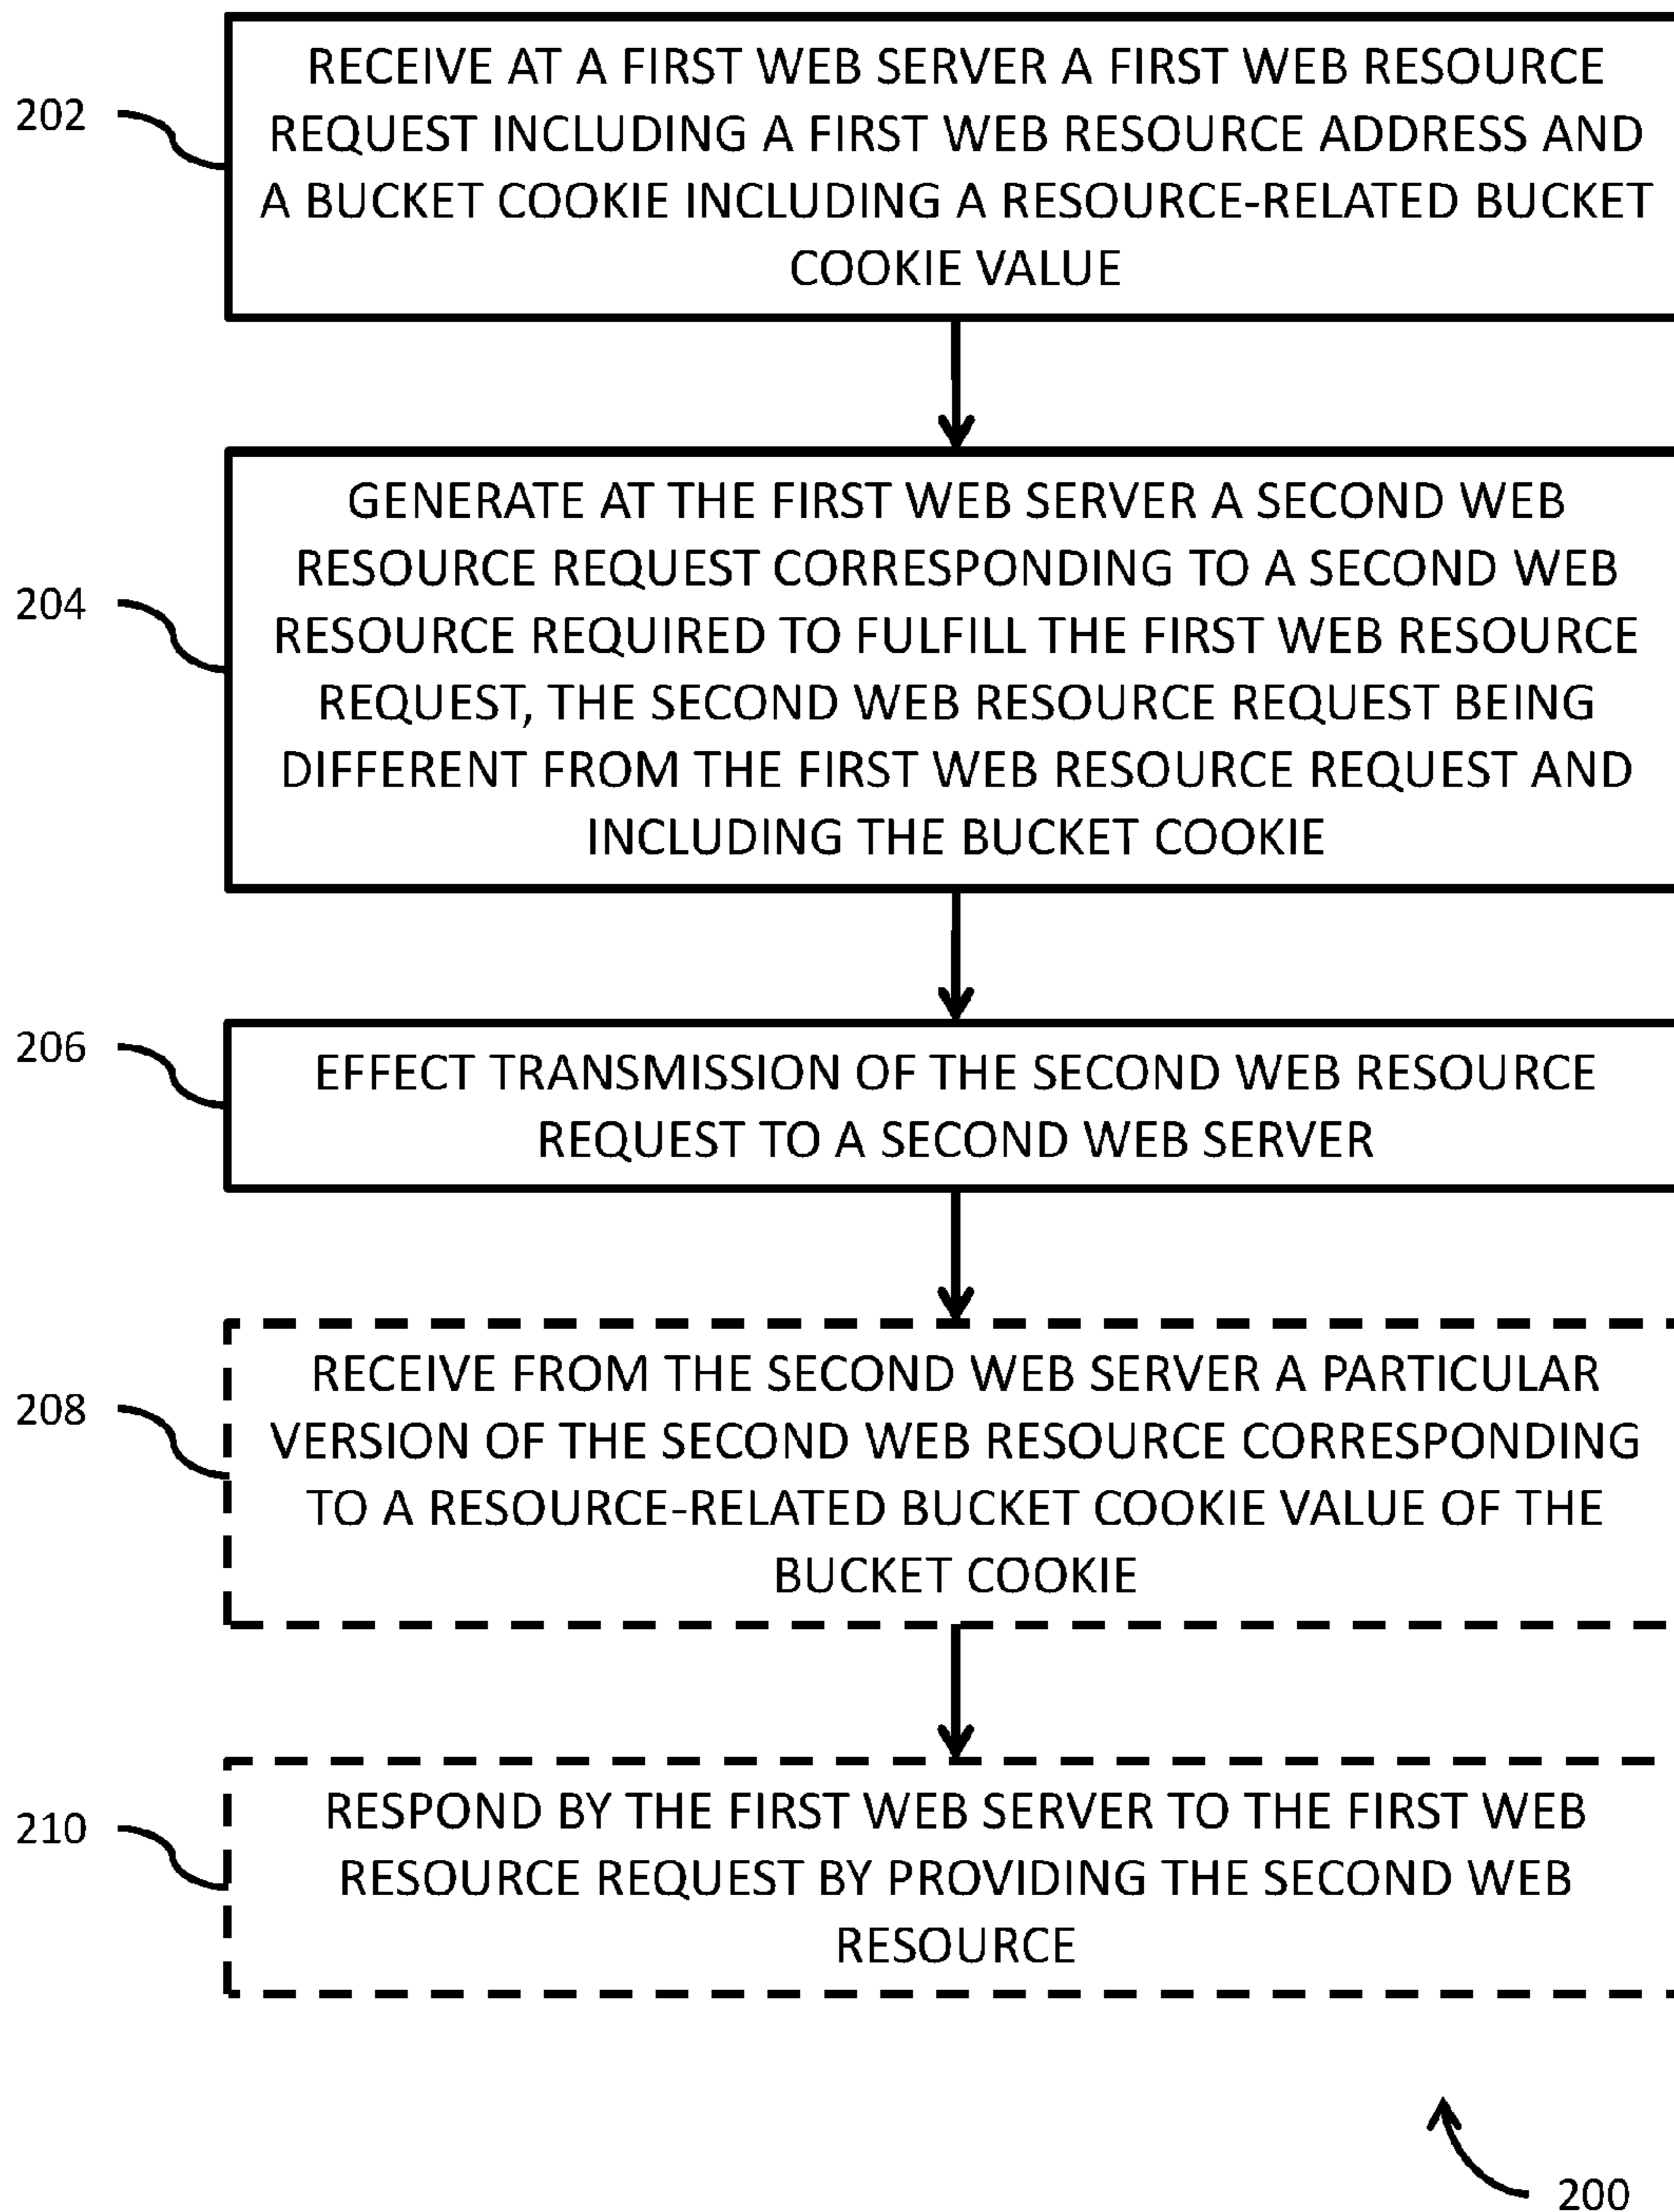 202
RECEIVE AT A FIRST WEB SERVER A FIRST WEB RESOURCE
REQUEST INCLUDING A FIRST WEB RESOURCE ADDRESS AND
A BUCKET COOKIE INCLUDING A RESOURCE-RELATED BUCKET
COOKIE VALUE
204
GENERATE AT THE FIRST WEB SERVER A SECOND WEB
RESOURCE REQUEST CORRESPONDING TO A SECOND WEB
RESOURCE REQUIRED TO FULFILL THE FIRST WEB RESOURCE
REQUEST, THE SECOND WEB RESOURCE REQUEST BEING
DIFFERENT FROM THE FIRST WEB RESOURCE REQUEST AND
INCLUDING THE BUCKET COOKIE
206
EFFECT TRANSMISSION OF THE SECOND WEB RESOURCE
REQUEST TO A SECOND WEB SERVER
208
RECEIVE FROM THE SECOND WEB SERVER A PARTICULAR
VERSION OF THE SECOND WEB RESOURCE CORRESPONDING
TO A RESOURCE-RELATED BUCKET COOKIE VALUE OF THE
BUCKET COOKIE
210
RESPOND BY THE FIRST WEB SERVER TO THE FIRST WEB
RESOURCE REQUEST BY PROVIDING THE SECOND WEB
RESOURCE
200